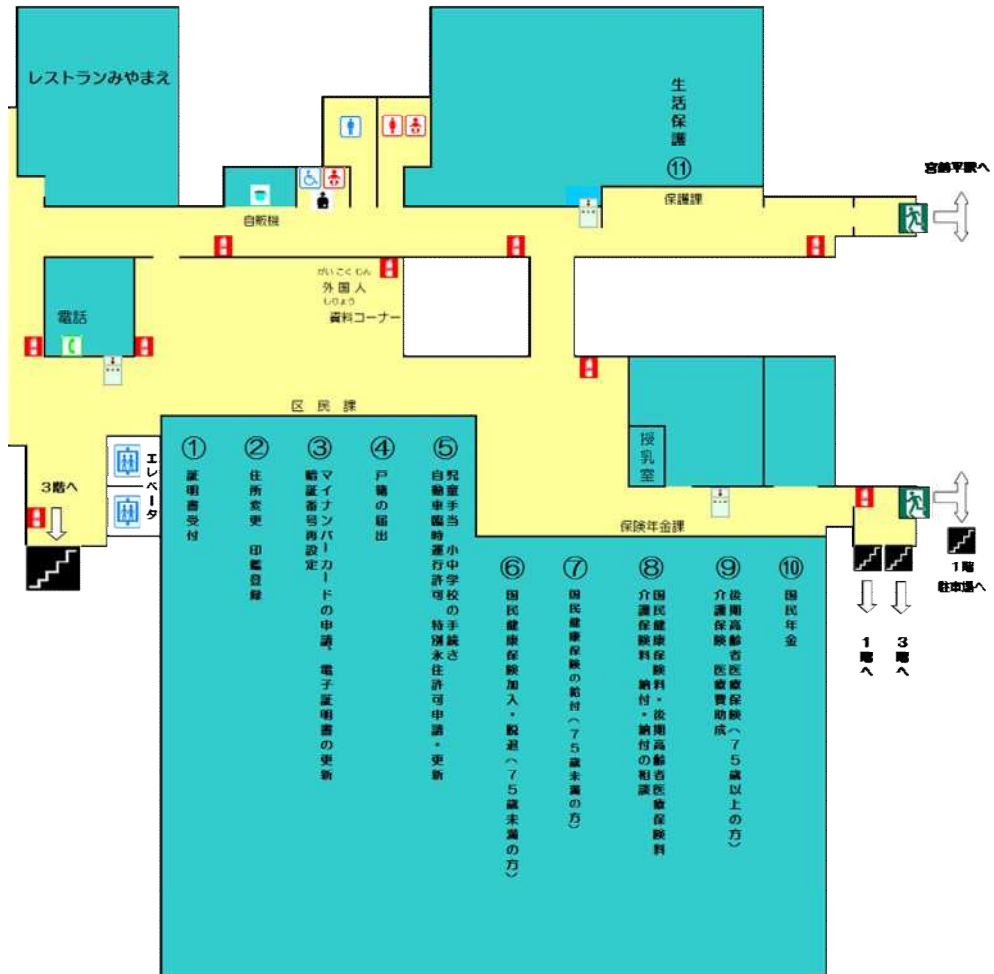 レストランみやまえ
生活保護
⑪
保護課
宮前平駅へ
自販機
がいこくじん
外国人
しりょう
資料コーナー
電話
区民課
エレベータ
3階へ
①
証明書受付
②
住所変更 印鑑登録
③
マイナンバーカードの申請、電子証明書の更新
暗証番号再設定
④
戸籍の届出
⑤
児童手当 小中学校の手続き
自動車臨時運行許可 特別永住許可申請・更新
授乳室
保険年金課
⑥
国民健康保険加入・脱退(75歳未満の方)
⑦
国民健康保険の給付(75歳未満の方)
⑧
国民健康保険料・後期高齢者医療保険料
介護保険料 納付・納付の相談
⑨
後期高齢者医療保険(75歳以上の方)
介護保険 医療費助成
⑩
国民年金
1階
駐車場へ
1階へ
3階へ